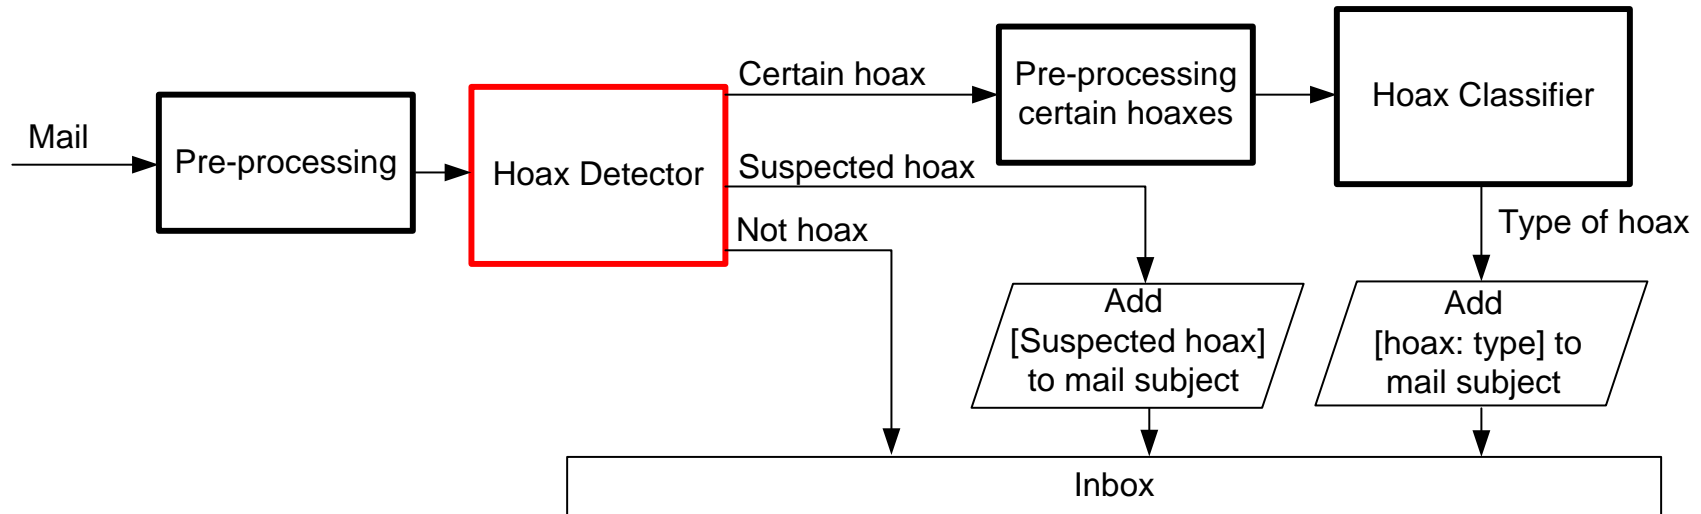 Mail
Pre-processing
Hoax Detector
Certain hoax
Suspected hoax
Not hoax
Pre-processing
certain hoaxes
Hoax Classifier
Type of hoax
Add
[Suspected hoax]
to mail subject
Add
[hoax: type] to
mail subject
Inbox